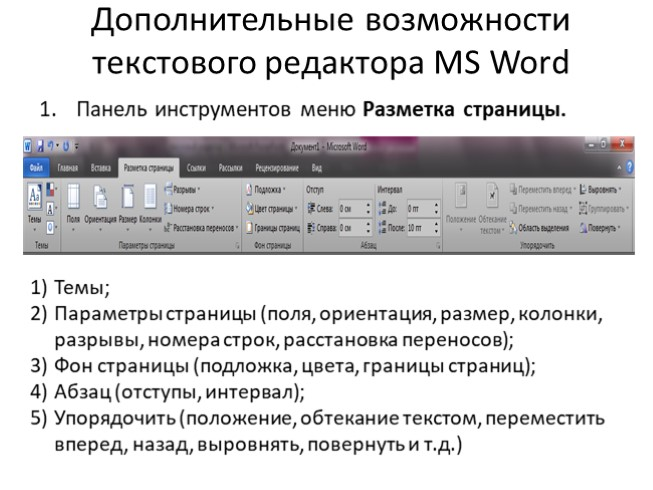 Дополнительные возможности
текстового редактора MS Word
1. Панель инструментов меню Разметка страницы.
Документ1 - Microsoft Word
Файл Главная Вставка Разметка страницы Ссылки Рассылки Рецензирование Вид
Разрывы Подложка Отступ Интервал Переместить вперед Выровнять
Номера строк Цвет страницы Слева: 0 см До: 0 пт Переместить назад Группировать
Темы Поля Ориентация Размер Колонки Расстановка переносов Границы страниц Справа: 0 см После: 10 пт Положение Обтекание текстом Область выделения Повернуть
Темы Параметры страницы Фон страницы Абзац Упорядочить
1) Темы;
2) Параметры страницы (поля, ориентация, размер, колонки,
разрывы, номера строк, расстановка переносов);
3) Фон страницы (подложка, цвета, границы страниц);
4) Абзац (отступы, интервал);
5) Упорядочить (положение, обтекание текстом, переместить
вперед, назад, выровнять, повернуть и т.д.)